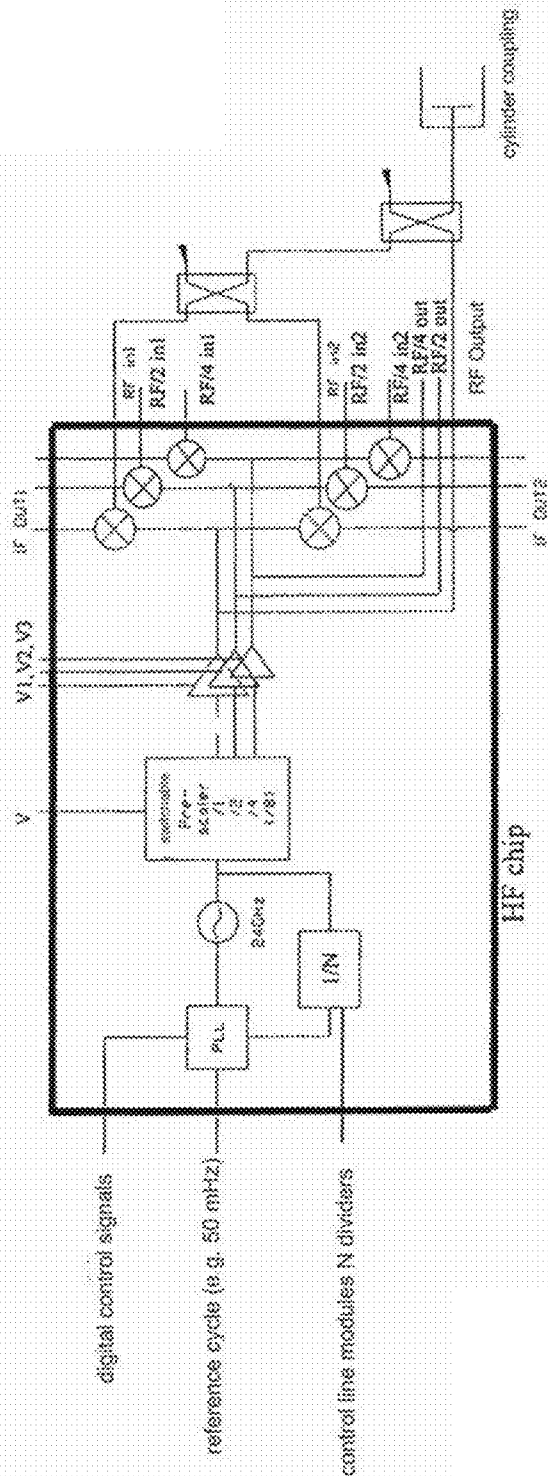 digital control signals
reference cycle (e g. 50 mHz)
control line modules N dividers
PLL
24GHz
1/N
V
Pre-
scaler
/1
/2
/4
V1, V2, V3
IF OUT1
IF OUT2
RF in1
RF/2 in1
RF/4 in1
RF in2
RF/2 in2
RF/4 in2
RF/4 out
RF/2 out
RF Output
cylinder coupling
HF chip